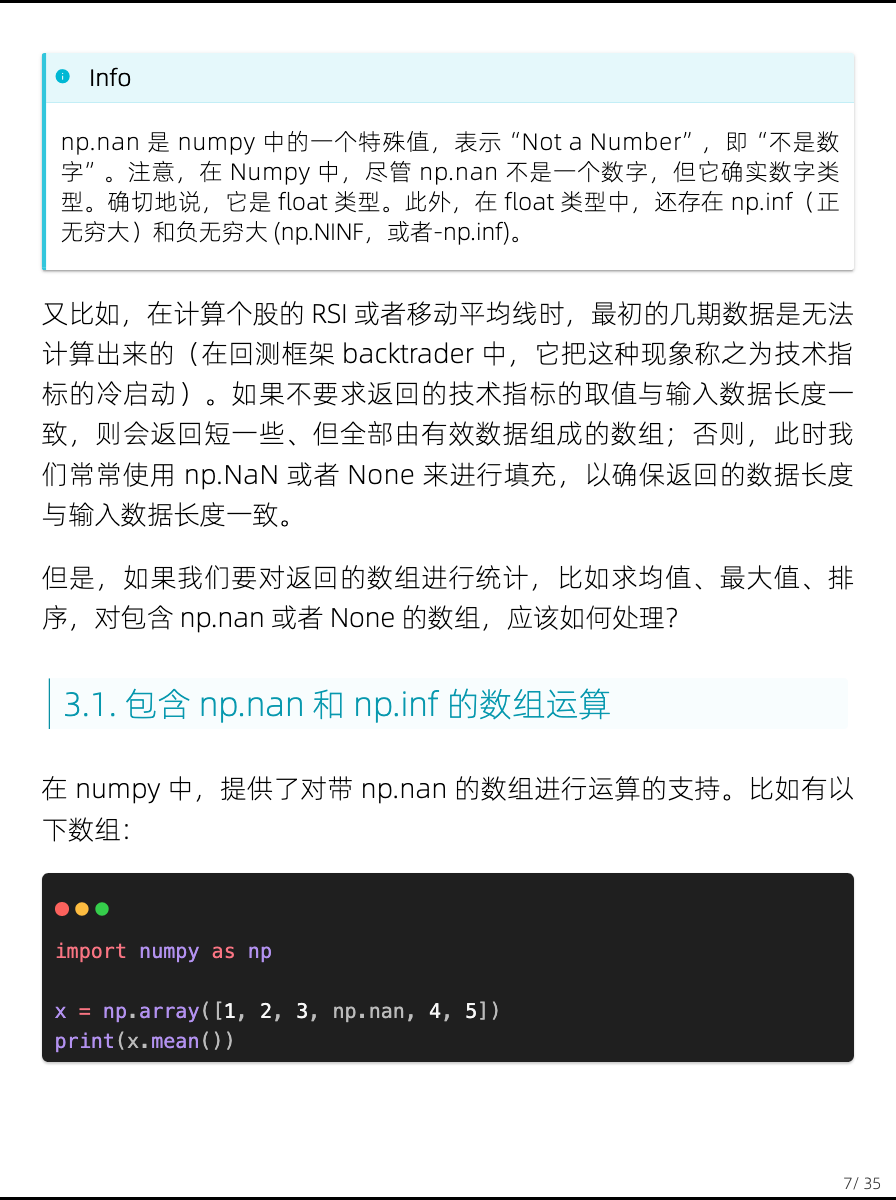 Info
np.nan 是 numpy 中的一个特殊值，表示“Not a Number”，即“不是数
字”。注意，在 Numpy 中，尽管 np.nan 不是一个数字，但它确实数字类
型。确切地说，它是 float 类型。此外，在 float 类型中，还存在 np.inf（正
无穷大）和负无穷大 (np.NINF，或者-np.inf)。
又比如，在计算个股的 RSI 或者移动平均线时，最初的几期数据是无法
计算出来的（在回测框架 backtrader 中，它把这种现象称之为技术指
标的冷启动）。如果不要求返回的技术指标的取值与输入数据长度一
致，则会返回短一些、但全部由有效数据组成的数组；否则，此时我
们常常使用 np.NaN 或者 None 来进行填充，以确保返回的数据长度
与输入数据长度一致。
但是，如果我们要对返回的数组进行统计，比如求均值、最大值、排
序，对包含 np.nan 或者 None 的数组，应该如何处理？
3.1. 包含 np.nan 和 np.inf 的数组运算
在 numpy 中，提供了对带 np.nan 的数组进行运算的支持。比如有以
下数组：
import numpy as np
x = np.array([1, 2, 3, np.nan, 4, 5])
print(x.mean())
7/ 35